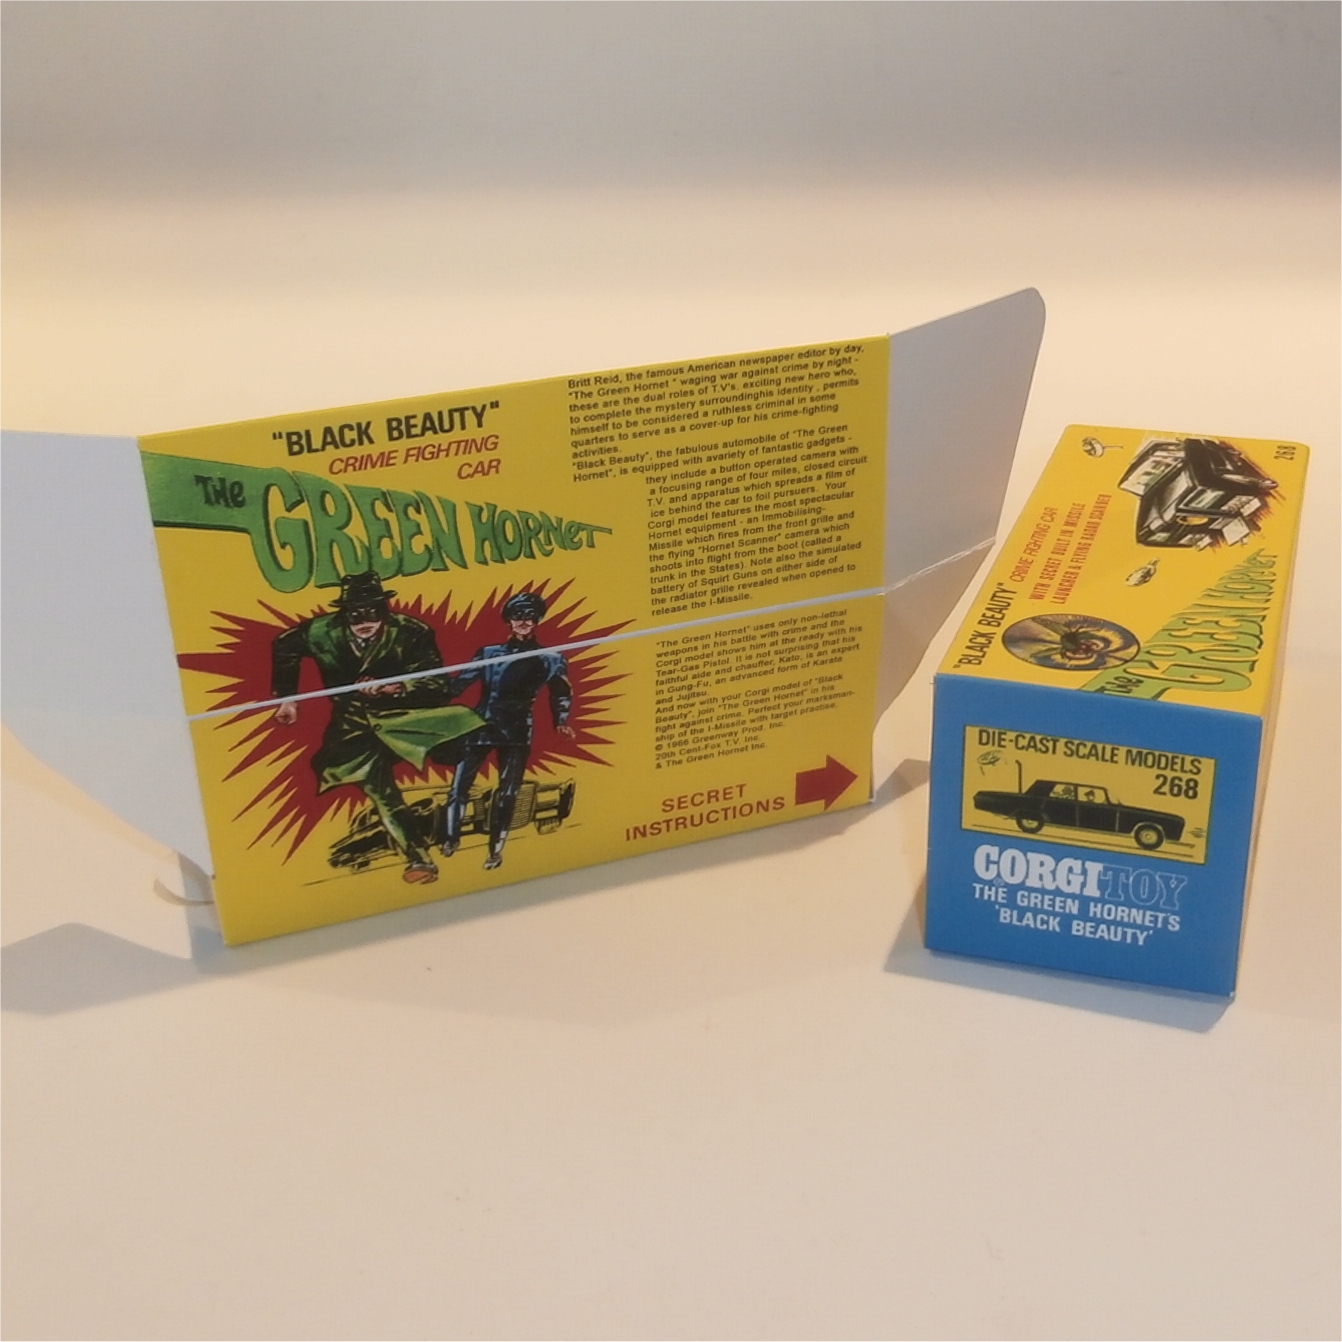 "BLACK BEAUTY"
CRIME FIGHTING
CAR
THE GREEN HORNET
Britt Reid, the famous American newspaper editor by day,
"The Green Hornet " waging war against crime by night -
these are the dual roles of T.V's, exciting new hero who,
to complete the mystery surroundinghis identity , permits
himself to be considered a ruthless criminal in some
quarters to serve as a cover-up for his crime-fighting
activities.
"Black Beauty", the fabulous automobile of "The Green
Hornet", is equipped with avariety of fantastic gadgets -
they include a button operated camera with
a focusing range of four miles, closed circuit
T.V. and apparatus which spreads a film of
ice behind the car to foil pursuers. Your
Corgi model features the most spectacular
Hornet equipment - an Immobilising-
Missile which fires from the front grille and
the flying "Hornet Scanner" camera which
shoots into flight from the boot (called a
trunk in the States). Note also the simulated
battery of Squirt Guns on either side of
the radiator grille revealed when opened to
release the I-Missile.
"The Green Hornet" uses only non-lethal
weapons in his battle with crime and the
Corgi model shows him at the ready with his
Tear-Gas Pistol. It is not surprising that his
faithful aide and chauffer, Kato, is an expert
in Gung-Fu, an advanced form of Karate
and Jujitsu.
And now with your Corgi model of "Black
Beauty", join "The Green Hornet" in his
fight against crime. Perfect your marksman-
ship of the I-Missile with target practise.
© 1966 Greenway Prod. Inc.
20th Cent-Fox T.V. Inc.
& The Green Hornet Inc.
SECRET
INSTRUCTIONS
"BLACK BEAUTY" CRIME FIGHTING CAR
WITH SECRET BUILT IN MISSILE
LAUNCHER & FLYING RADAR SCANNER
268
THE GREEN HORNET
DIE-CAST SCALE MODELS
268
CORGI TOY
THE GREEN HORNET'S
'BLACK BEAUTY'